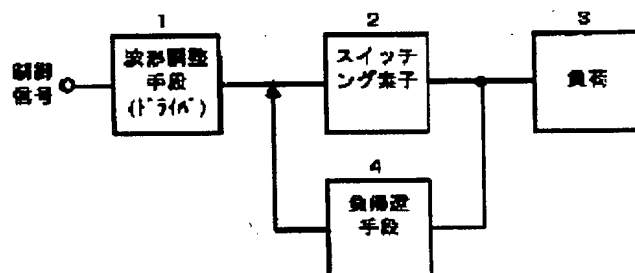 1
2
3
制御
信号
波形調整
手段
(ﾄﾞﾗｲﾊﾞ)
スイッチ
ング素子
負荷
4
負帰還
手段